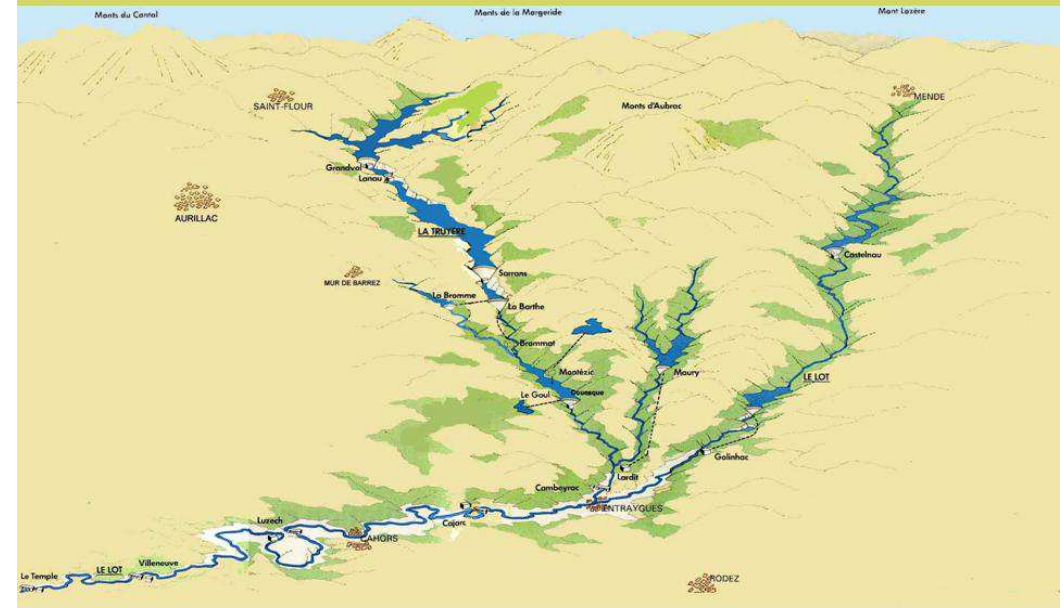 Monts du Cantal
Monts de la Margeride
Mont Lozère
SAINT-FLOUR
MENDE
Monts d'Aubrac
Grandval
Lanau
AURILLAC
LA TRUYERE
Castelnau
Sarrans
MUR DE BARREZ
La Bromme
La Barthe
Brommat
Montézic
Maury
LE LOT
Le Goul
Couesque
Golinhac
Lardit
Cambeyrac
ENTRAYGUES
Luzech
Cajarc
CAHORS
Villeneuve
LE LOT
Le Temple
RODEZ